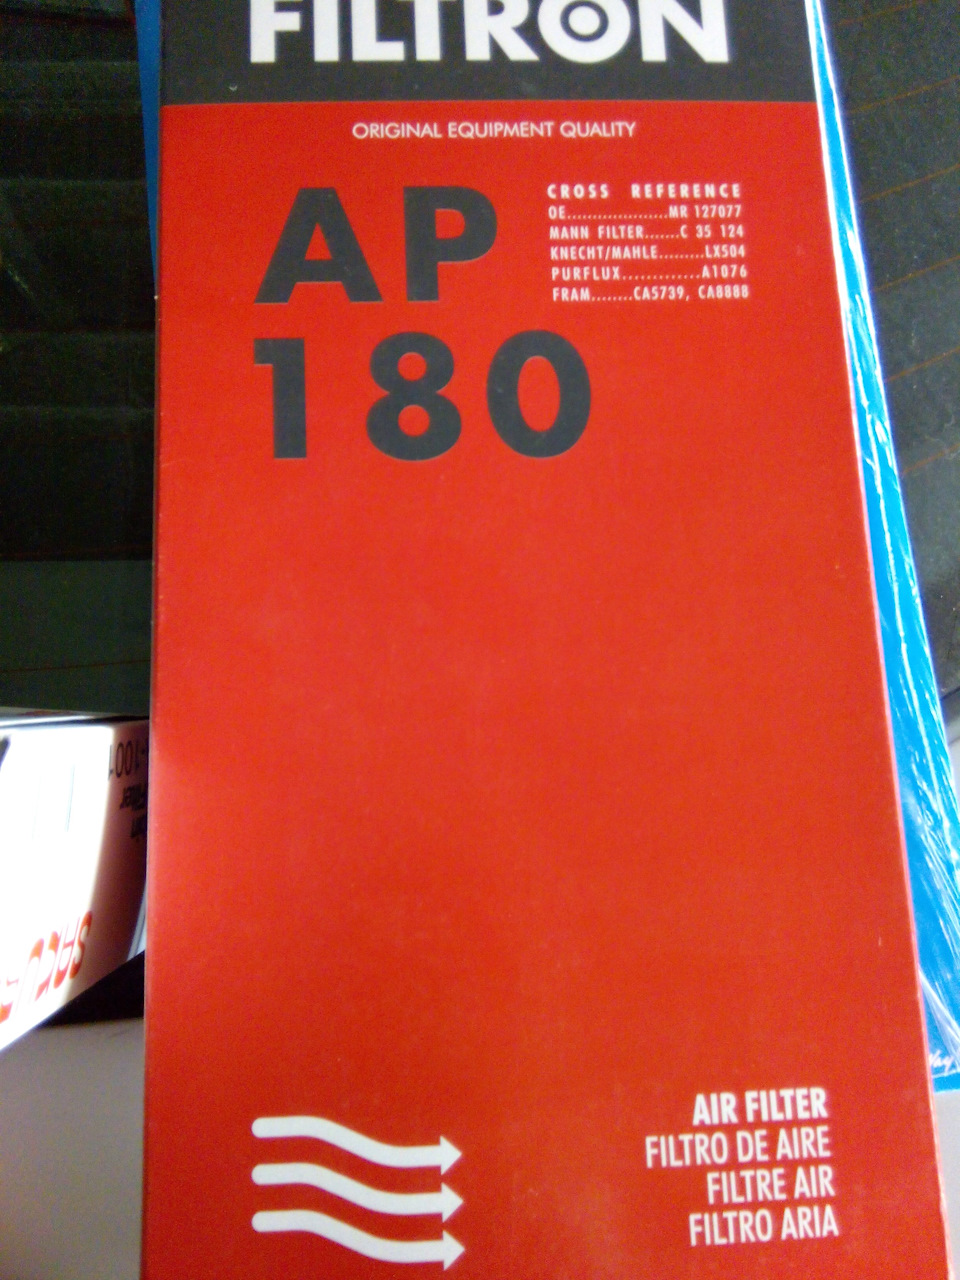 FILTRON
ORIGINAL EQUIPMENT QUALITY
AP
180
CROSS REFERENCE
OE....................MR 127077
MANN FILTER.......C 35 124
KNECHT/MAHLE.........LX504
PURFLUX.............A1076
FRAM........CA5739, CA8888
AIR FILTER
FILTRO DE AIRE
FILTRE AIR
FILTRO ARIA